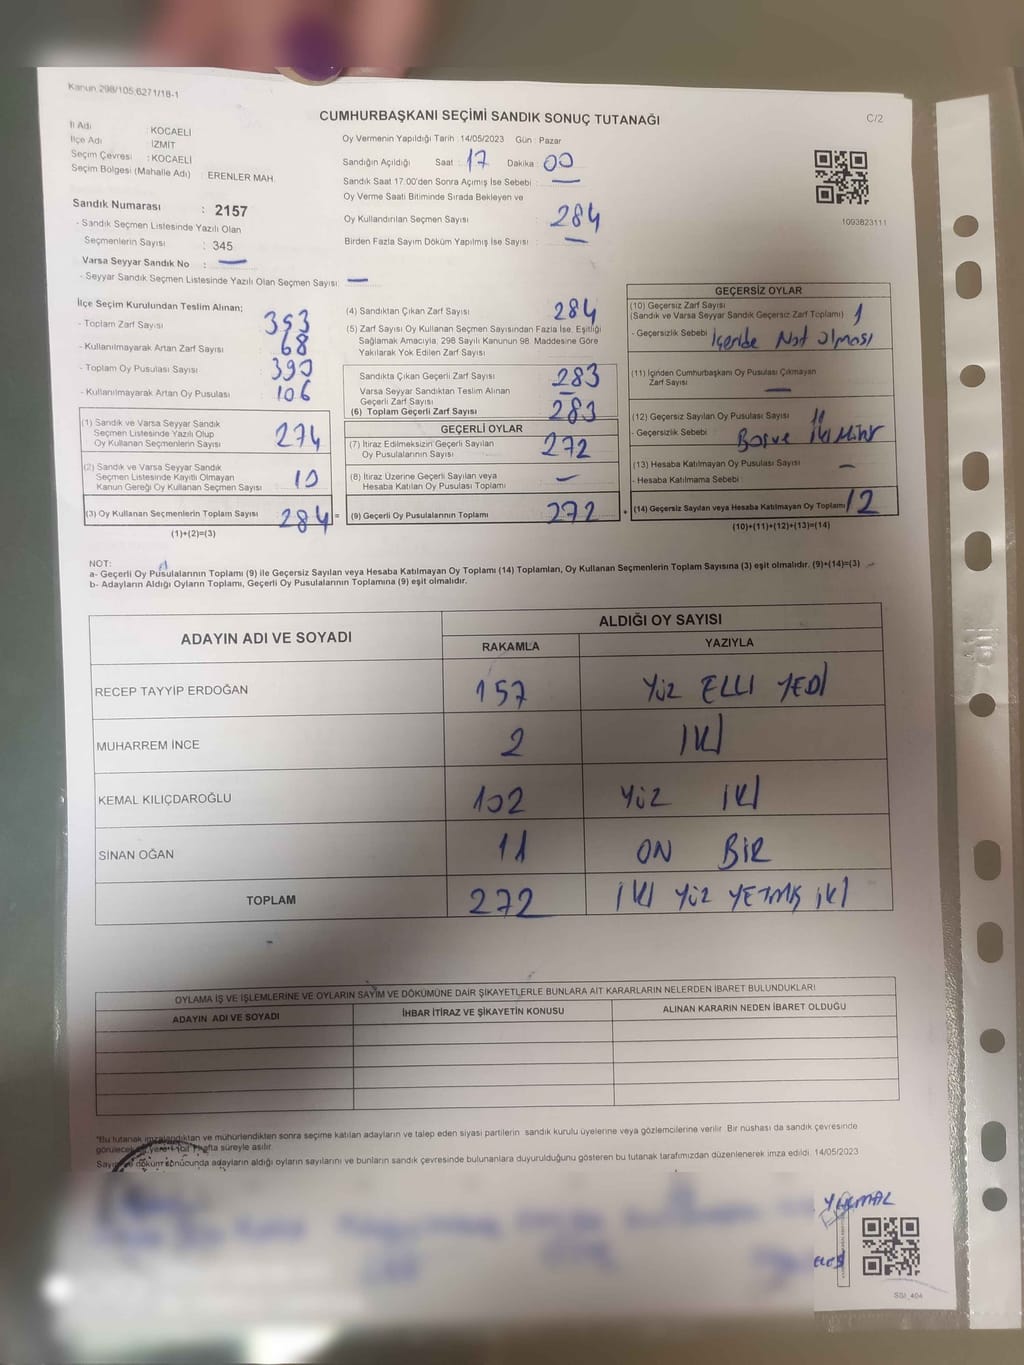 Kanun 298/105,6271/18-1
CUMHURBAŞKANI SEÇİMİ SANDIK SONUÇ TUTANAĞI
C/2
İl Adı : KOCAELİ
İlçe Adı : İZMİT
Seçim Çevresi : KOCAELİ
Seçim Bölgesi (Mahalle Adı) : ERENLER MAH.
Sandık Numarası : 2157
- Sandık Seçmen Listesinde Yazılı Olan
Seçmenlerin Sayısı : 345
Varsa Seyyar Sandık No : —
- Seyyar Sandık Seçmen Listesinde Yazılı Olan Seçmen Sayısı: —
Oy Vermenin Yapıldığı Tarih : 14/05/2023 Gün : Pazar
Sandığın Açıldığı Saat : 17 Dakika : 00
Sandık Saat 17.00'den Sonra Açımış İse Sebebi : —
Oy Verme Saati Bitiminde Sırada Bekleyen ve
Oy Kullandırılan Seçmen Sayısı : 284
Birden Fazla Sayım Döküm Yapılmış İse Sayısı : —
1093823111
İlçe Seçim Kurulundan Teslim Alınan;
- Toplam Zarf Sayısı 353
- Kullanılmayarak Artan Zarf Sayısı 68
- Toplam Oy Pusulası Sayısı 390
- Kullanılmayarak Artan Oy Pusulası 106
(1) Sandık ve Varsa Seyyar Sandık
Seçmen Listesinde Yazılı Olup
Oy Kullanan Seçmenlerin Sayısı 274
(2) Sandık ve Varsa Seyyar Sandık
Seçmen Listesinde Kayıtlı Olmayan
Kanun Gereği Oy Kullanan Seçmen Sayısı 10
(3) Oy Kullanan Seçmenlerin Toplam Sayısı 284 =
(1)+(2)=(3)
(4) Sandıktan Çıkan Zarf Sayısı 284
(5) Zarf Sayısı Oy Kullanan Seçmen Sayısından Fazla İse, Eşitliği
Sağlamak Amacıyla, 298 Sayılı Kanunun 98. Maddesine Göre
Yakılarak Yok Edilen Zarf Sayısı
Sandıkta Çıkan Geçerli Zarf Sayısı 283
Varsa Seyyar Sandıktan Teslim Alınan
Geçerli Zarf Sayısı —
(6) Toplam Geçerli Zarf Sayısı 283
GEÇERLİ OYLAR
(7) İtiraz Edilmeksizin Geçerli Sayılan
Oy Pusulalarının Sayısı 272
(8) İtiraz Üzerine Geçerli Sayılan veya
Hesaba Katılan Oy Pusulası Toplamı —
(9) Geçerli Oy Pusulalarının Toplamı 272 +
GEÇERSİZ OYLAR
(10) Geçersiz Zarf Sayısı
(Sandık ve Varsa Seyyar Sandık Geçersiz Zarf Toplamı) 1
- Geçersizlik Sebebi İçeride Not Olması
(11) İçinden Cumhurbaşkanı Oy Pusulası Çıkmayan
Zarf Sayısı —
(12) Geçersiz Sayılan Oy Pusulası Sayısı 11
- Geçersizlik Sebebi Boş ve İki Mühr
(13) Hesaba Katılmayan Oy Pusulası Sayısı —
- Hesaba Katılmama Sebebi
(14) Geçersiz Sayılan veya Hesaba Katılmayan Oy Toplamı 12
(10)+(11)+(12)+(13)=(14)
NOT:
a- Geçerli Oy Pusulalarının Toplamı (9) ile Geçersiz Sayılan veya Hesaba Katılmayan Oy Toplamı (14) Toplamları, Oy Kullanan Seçmenlerin Toplam Sayısına (3) eşit olmalıdır. (9)+(14)=(3)
b- Adayların Aldığı Oyların Toplamı, Geçerli Oy Pusulalarının Toplamına (9) eşit olmalıdır.
ADAYIN ADI VE SOYADI ALDIĞI OY SAYISI
RAKAMLA YAZIYLA
RECEP TAYYİP ERDOĞAN 157 YÜZ ELLİ YEDİ
MUHARREM İNCE 2 İKİ
KEMAL KILIÇDAROĞLU 102 YÜZ İKİ
SİNAN OĞAN 11 ON BİR
TOPLAM 272 İKİ YÜZ YETMİŞ İKİ
OYLAMA İŞ VE İŞLEMLERİNE VE OYLARIN SAYIM VE DÖKÜMÜNE DAİR ŞİKAYETLERLE BUNLARA AİT KARARLARIN NELERDEN İBARET BULUNDUKLARI
ADAYIN ADI VE SOYADI İHBAR İTİRAZ VE ŞİKAYETİN KONUSU ALINAN KARARIN NEDEN İBARET OLDUĞU
"Bu tutanak imzalandıktan ve mühürlendikten sonra seçime katılan adayların ve talep eden siyasi partilerin sandık kurulu üyelerine veya gözlemcilerine verilir. Bir nüshası da sandık çevresinde
görülecek bir yere 1 hafta süreyle asılır.
Sayım ve döküm sonucunda adayların aldığı oyların sayılarını ve bunların sandık çevresinde bulunanlara duyurulduğunu gösteren bu tutanak tarafımızdan düzenlenerek imza edildi. 14/05/2023
SSI_404